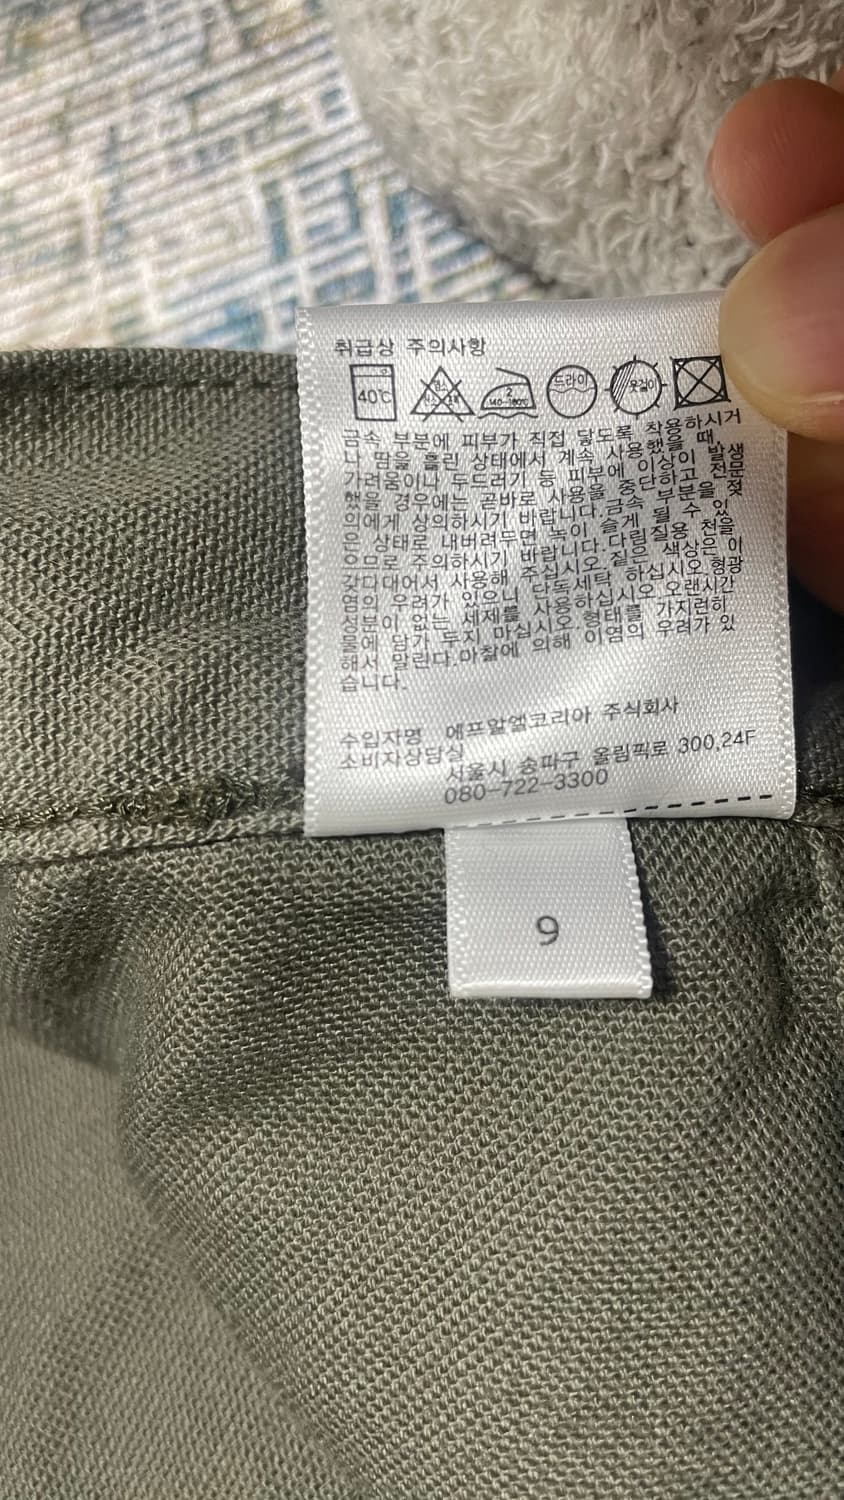 취급상 주의사항
40℃ 염소 2 140~160℃ 드라이 옷걸이
금속 부분에 피부가 직접 닿도록 착용하시거
나 땀을 흘린 상태에서 계속 사용했을 때,
가려움이나 두드러기 등 피부에 이상이 발생
했을 경우에는 곧바로 사용을 중단하고 전문
의에게 상의하시기 바랍니다.금속 부분을 젖
은 상태로 내버려두면 녹이 슬게 될 수 있
으므로 주의하시기 바랍니다.다림질용 천을
갖다대어서 사용해 주십시오.짙은 색상은 이
염의 우려가 있으니 단독세탁 하십시오.형광
성분이 없는 세제를 사용하십시오.오랜시간
물에 담가 두지 마십시오.형태를 가지런히
해서 말린다.마찰에 의해 이염의 우려가 있
습니다.
수입자명 에프알엘코리아 주식회사
소비자상담실
서울시 송파구 올림픽로 300,24F
080-722-3300
9